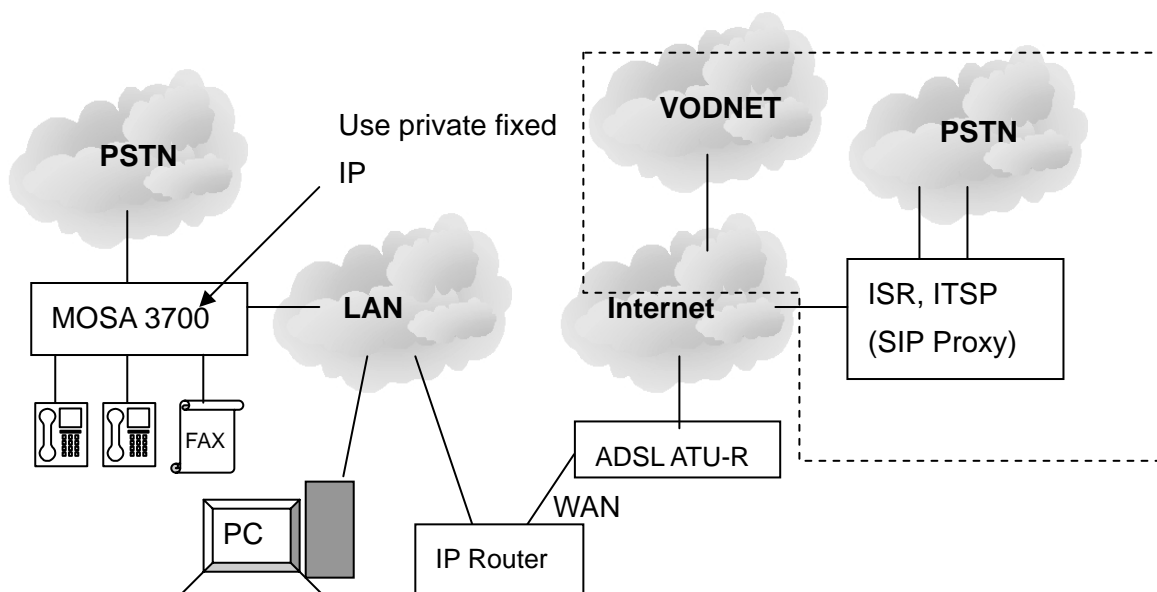 VODNET
PSTN
Use private fixed
IP
PSTN
MOSA 3700
LAN
Internet
ISR, ITSP
(SIP Proxy)
FAX
ADSL ATU-R
WAN
PC
IP Router